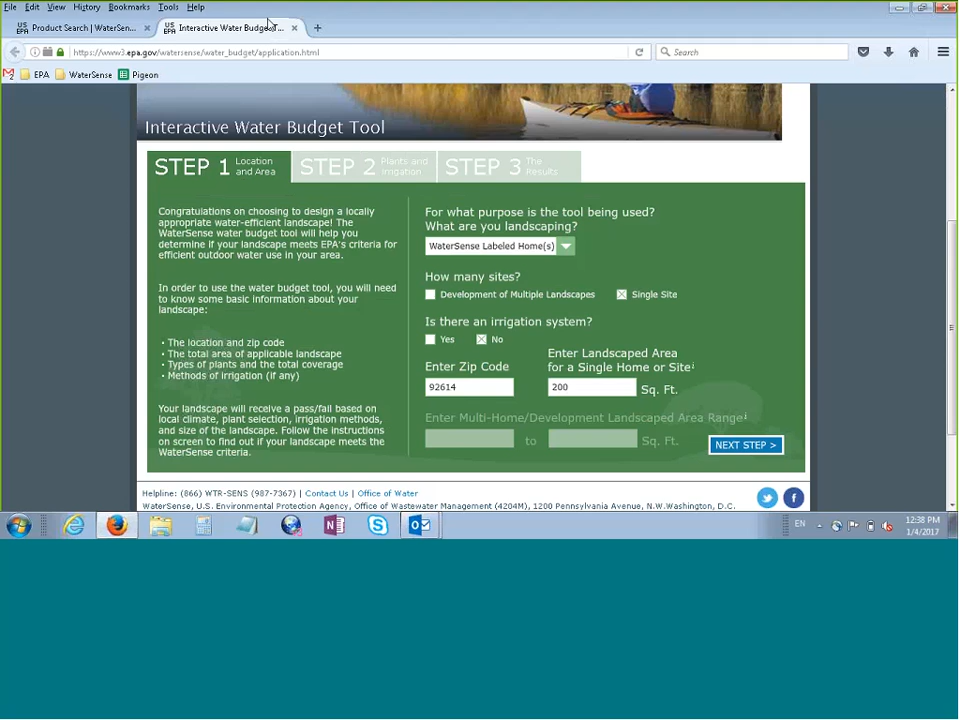 File Edit View History Bookmarks Tools Help
US EPA Product Search | WaterSen... × US EPA Interactive Water Budget T... × +
https://www3.epa.gov/watersense/water_budget/application.html Search
EPA WaterSense Pigeon
Interactive Water Budget Tool
STEP 1 Location and Area STEP 2 Plants and Irrigation STEP 3 The Results
Congratulations on choosing to design a locally
appropriate water-efficient landscape! The
WaterSense water budget tool will help you
determine if your landscape meets EPA's criteria for
efficient outdoor water use in your area.
In order to use the water budget tool, you will need
to know some basic information about your
landscape:
• The location and zip code
• The total area of applicable landscape
• Types of plants and the total coverage
• Methods of irrigation (if any)
Your landscape will receive a pass/fail based on
local climate, plant selection, irrigation methods,
and size of the landscape. Follow the instructions
on screen to find out if your landscape meets the
WaterSense criteria.
For what purpose is the tool being used?
What are you landscaping?
WaterSense Labeled Home(s)
How many sites?
Development of Multiple Landscapes Single Site
Is there an irrigation system?
Yes No
Enter Zip Code
92614
Enter Landscaped Area
for a Single Home or Site i
200 Sq. Ft.
Enter Multi-Home/Development Landscaped Area Range i
to Sq. Ft.
NEXT STEP >
Helpline: (866) WTR-SENS (987-7367) | Contact Us | Office of Water
WaterSense, U.S. Environmental Protection Agency, Office of Wastewater Management (4204M), 1200 Pennsylvania Avenue, N.W.Washington, D.C.
EN 12:38 PM
1/4/2017